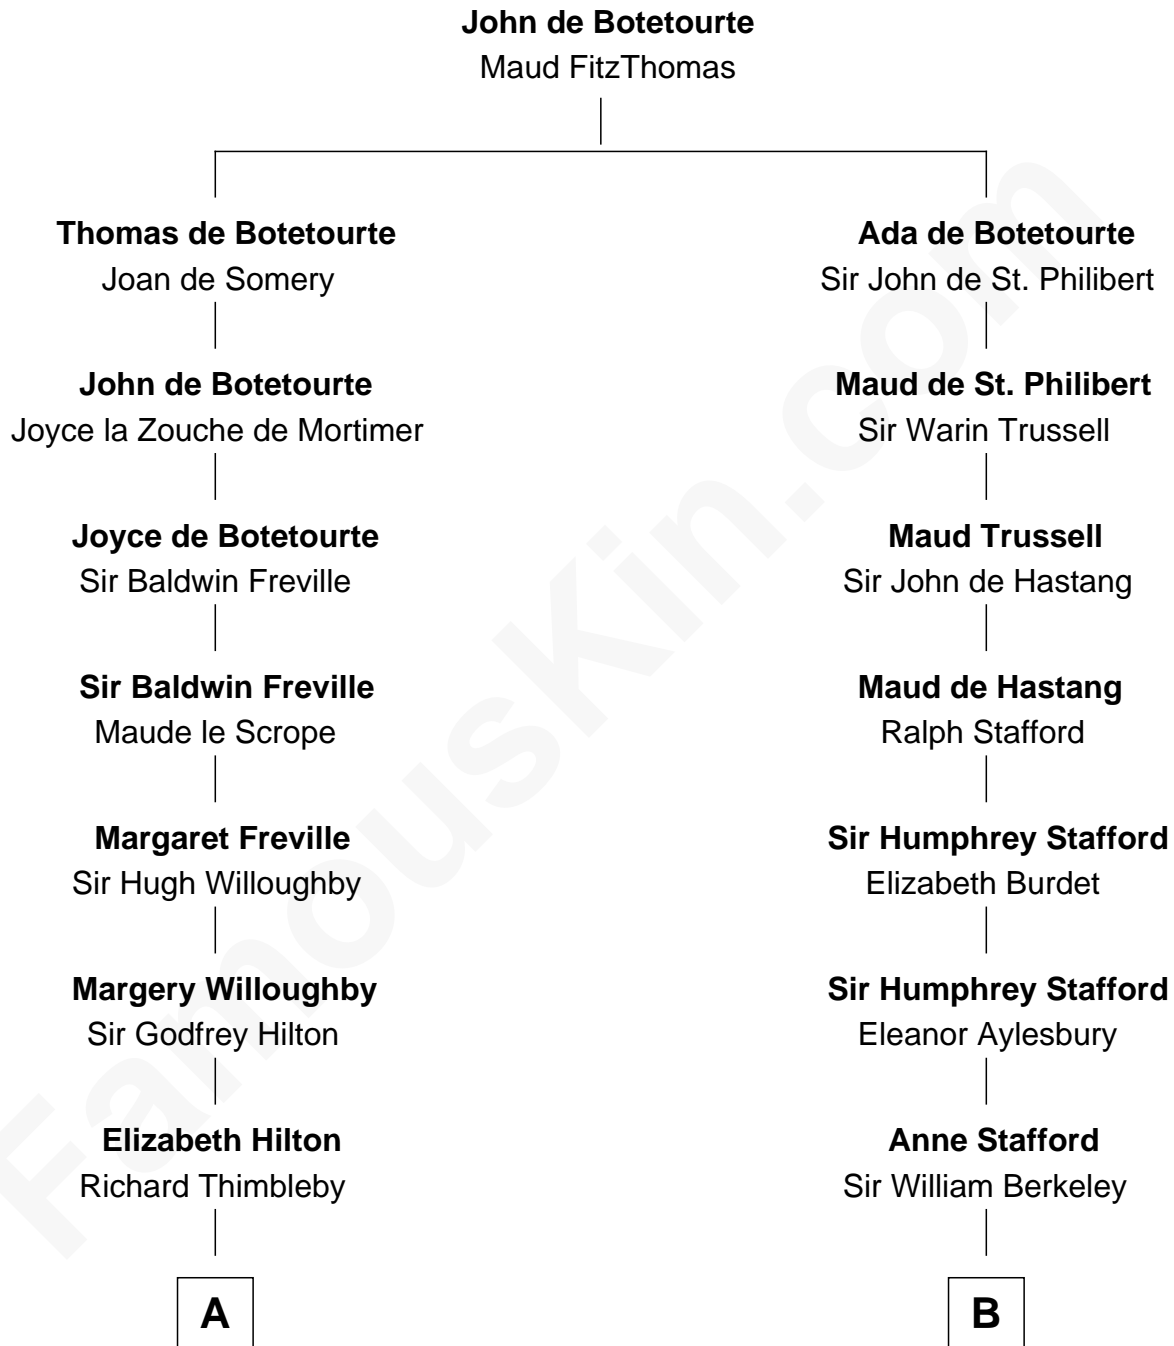 John de Botetourte
Maud FitzThomas
Thomas de Botetourte
Joan de Somery
Ada de Botetourte
Sir John de St. Philibert
John de Botetourte
Joyce la Zouche de Mortimer
Maud de St. Philibert
Sir Warin Trussell
Joyce de Botetourte
Sir Baldwin Freville
Maud Trussell
Sir John de Hastang
Sir Baldwin Freville
Maude le Scrope
Maud de Hastang
Ralph Stafford
Margaret Freville
Sir Hugh Willoughby
Sir Humphrey Stafford
Elizabeth Burdet
Margery Willoughby
Sir Godfrey Hilton
Sir Humphrey Stafford
Eleanor Aylesbury
Elizabeth Hilton
Richard Thimbleby
Anne Stafford
Sir William Berkeley
A
B
FamousKin.com